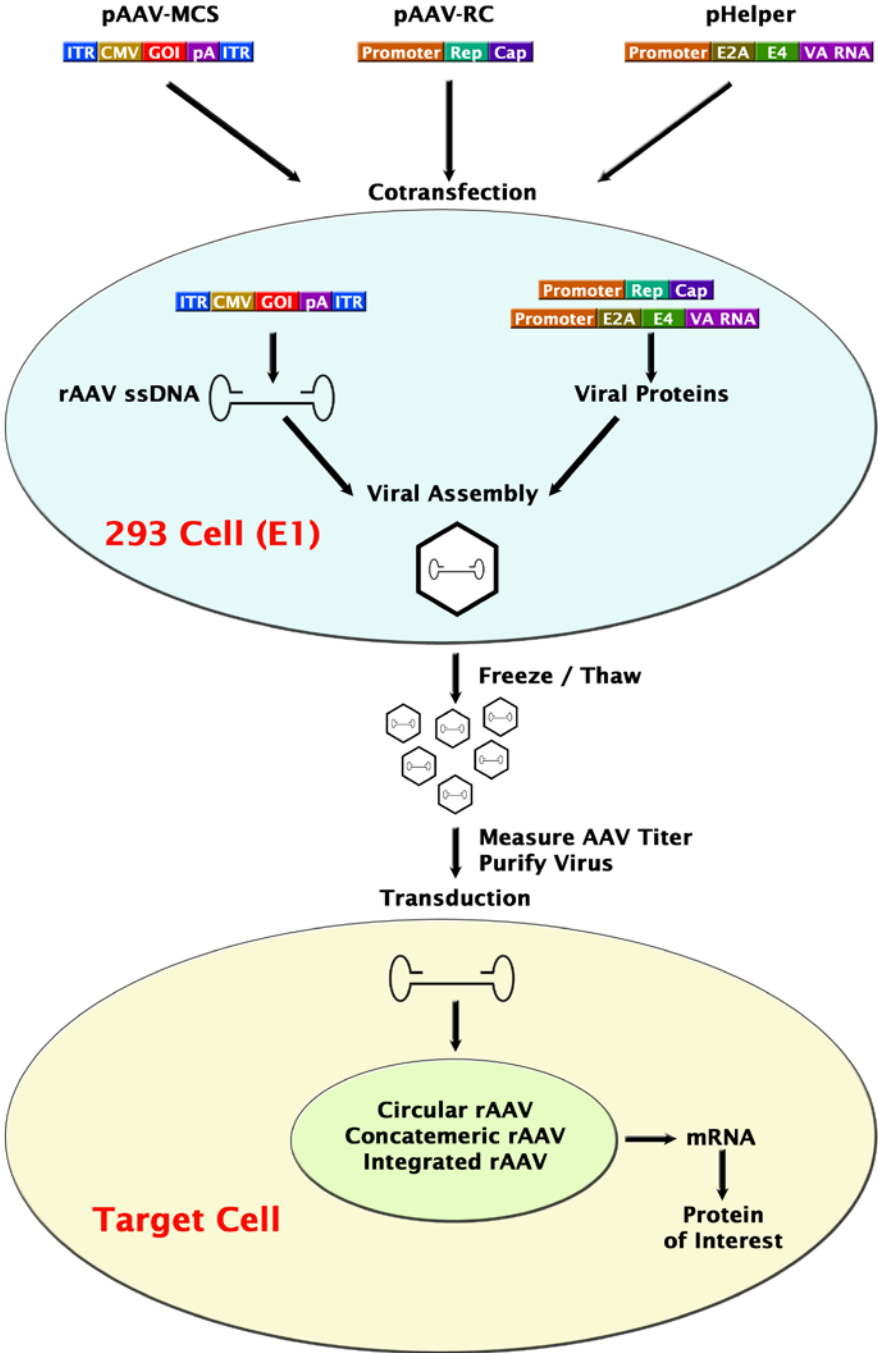 pAAV-MCS
pAAV-RC
pHelper
ITR CMV GOI pA ITR
Promoter Rep Cap
Promoter E2A E4 VA RNA
Cotransfection
ITR CMV GOI pA ITR
Promoter Rep Cap
Promoter E2A E4 VA RNA
rAAV ssDNA
Viral Proteins
Viral Assembly
293 Cell (E1)
Freeze / Thaw
Measure AAV Titer
Purify Virus
Transduction
Circular rAAV
Concatemeric rAAV
Integrated rAAV
mRNA
Protein
of Interest
Target Cell